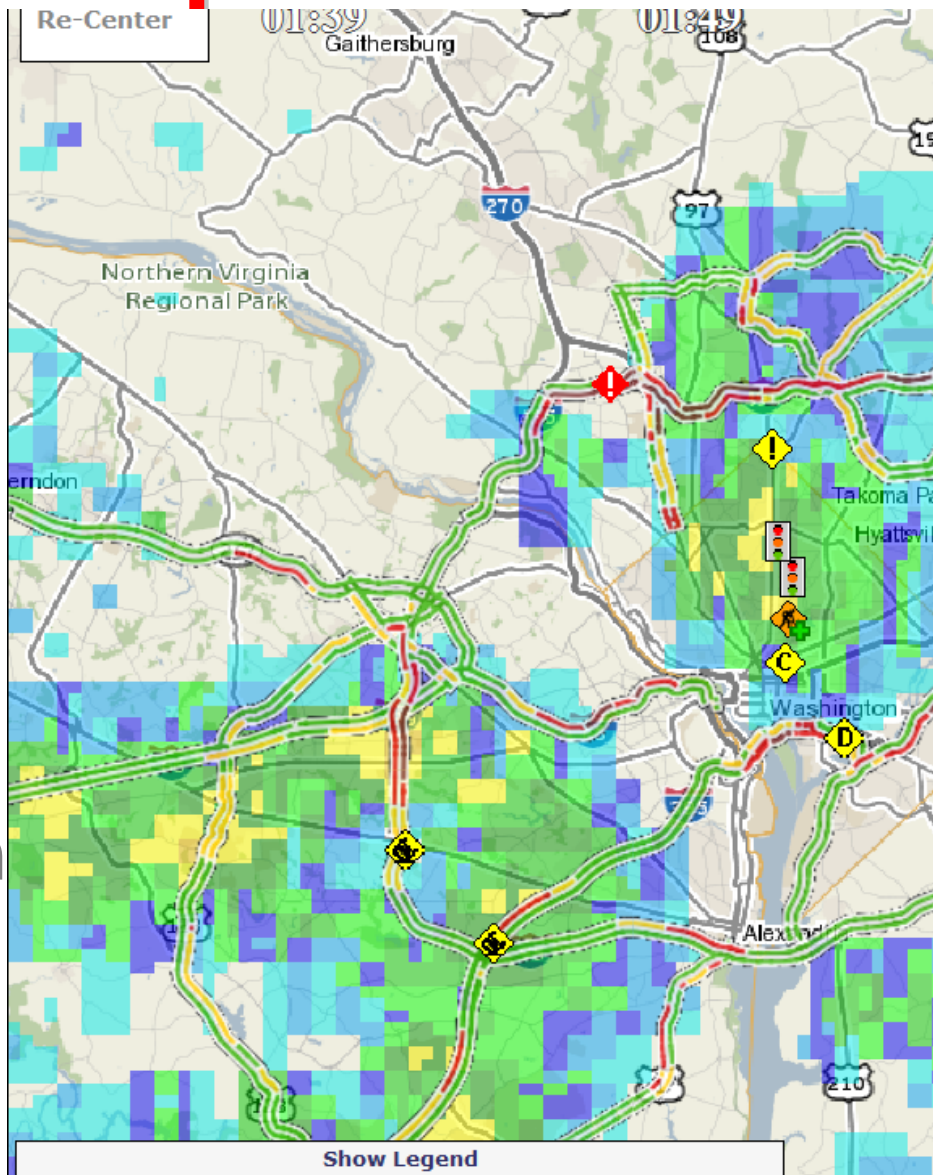 Re-Center
01:39
01:49
Gaithersburg
108
270
97
Northern Virginia
Regional Park
erndon
Takoma Pa
Hyattsvil
C
Washington
D
210
Show Legend